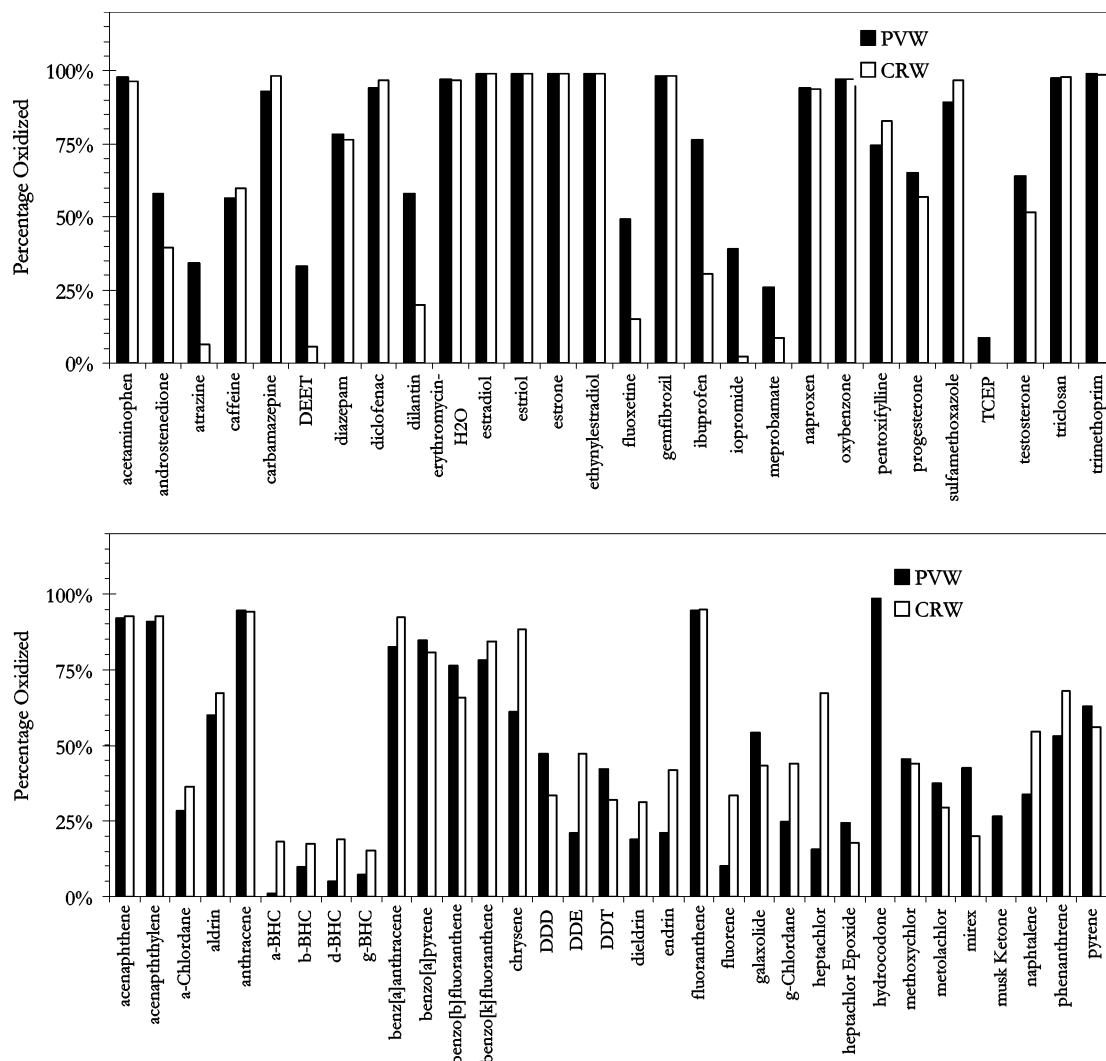 PVW
CRW
100%
75%
50%
25%
0%
Percentage Oxidized
acetaminophen
androstenedione
atrazine
caffeine
carbamazepine
DEET
diazepam
diclofenac
dilantin
erythromycin-
H2O
estradiol
estriol
estrone
ethynylestradiol
fluoxetine
gemfibrozil
ibuprofen
iopromide
meprobamate
naproxen
oxybenzone
pentoxifylline
progesterone
sulfamethoxazole
TCEP
testosterone
triclosan
trimethoprim
PVW
CRW
100%
75%
50%
25%
0%
Percentage Oxidized
acenaphthene
acenaphthylene
a-Chlordane
aldrin
anthracene
a-BHC
b-BHC
d-BHC
g-BHC
benz[a]anthracene
benzo[a]pyrene
benzo[b]fluoranthene
benzo[k]fluoranthene
chrysene
DDD
DDE
DDT
dieldrin
endrin
fluoranthene
fluorene
galaxolide
g-Chlordane
heptachlor
heptachlor Epoxide
hydrocodone
methoxychlor
metolachlor
mirex
musk Ketone
naphtalene
phenanthrene
pyrene